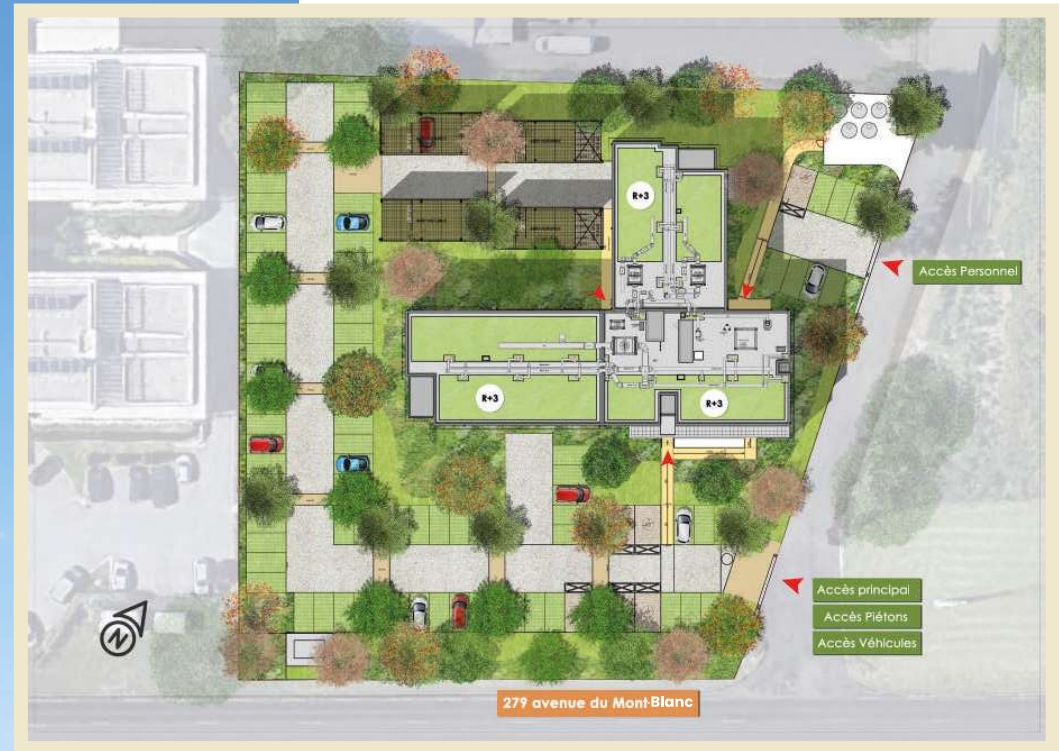 R+3
Accès Personnel
R+3
R+3
Accès principal
Accès Piétons
Accès Véhicules
N
279 avenue du Mont-Blanc